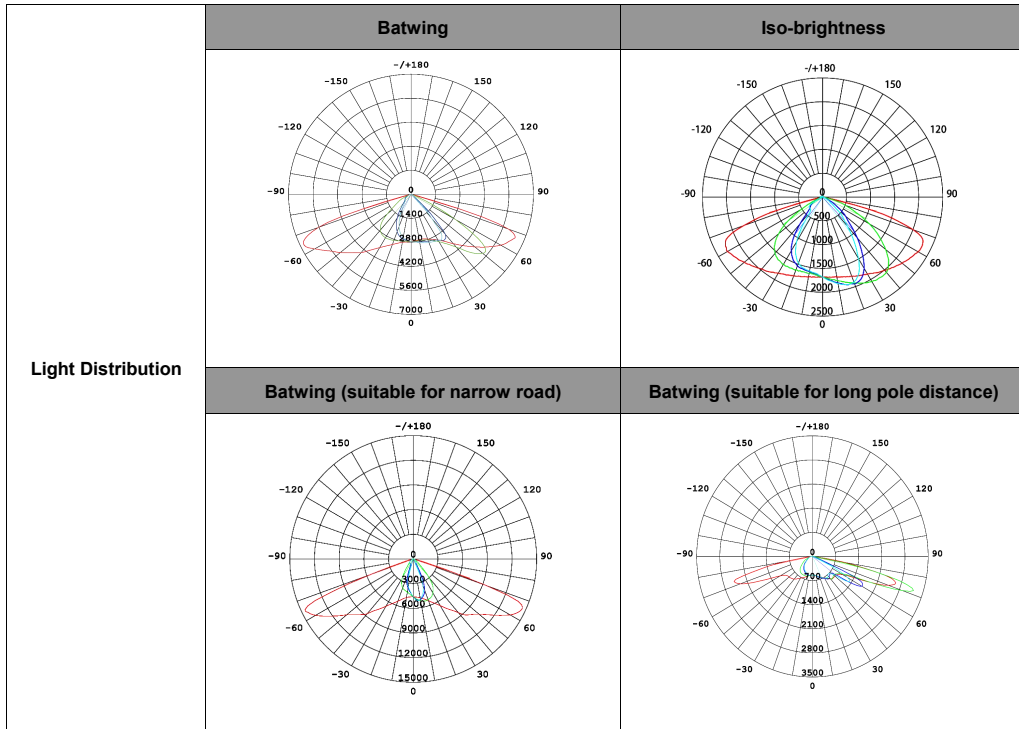 Light Distribution
Batwing
Iso-brightness
-/+180
-150 150
-120 120
-90 0 90
1400
2800
-60 4200 60
5600
-30 7000 30
0
-/+180
-150 150
-120 120
-90 0 90
500
1000
-60 1500 60
2000
-30 2500 30
0
Batwing (suitable for narrow road)
Batwing (suitable for long pole distance)
-/+180
-150 150
-120 120
-90 0 90
3000
6000
-60 9000 60
12000
-30 15000 30
0
-/+180
-150 150
-120 120
-90 0 90
700
1400
-60 2100 60
2800
-30 3500 30
0